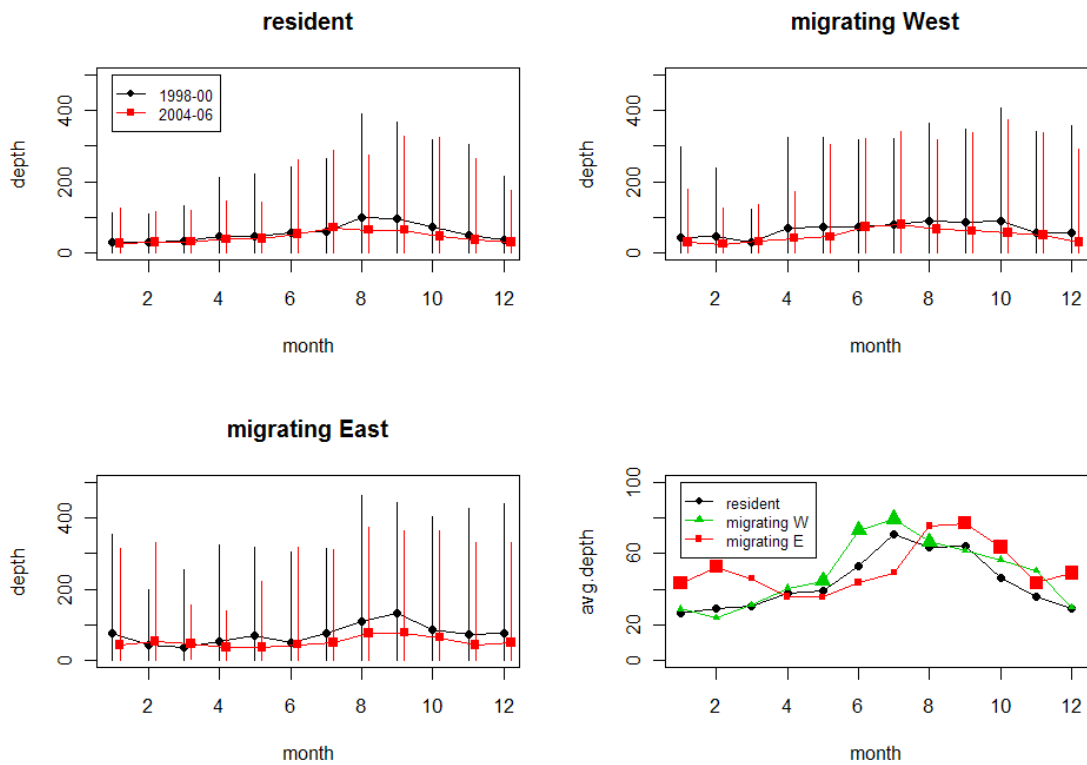 resident
1998-00
2004-06
depth
0 200 400
2 4 6 8 10 12
month
migrating West
depth
0 200 400
2 4 6 8 10 12
month
migrating East
depth
0 200 400
2 4 6 8 10 12
month
resident
migrating W
migrating E
avg.depth
0 20 60 100
2 4 6 8 10 12
month